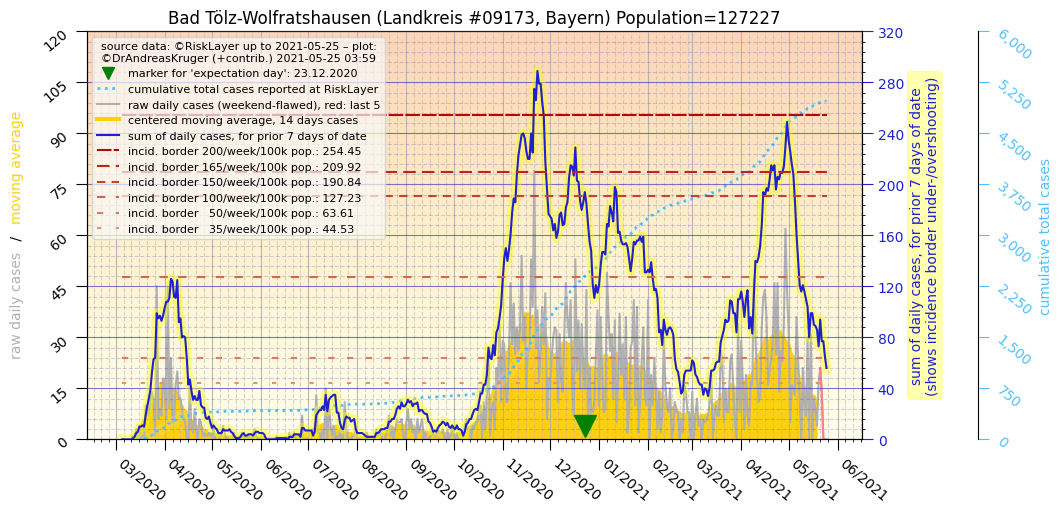 Bad Tölz-Wolfratshausen (Landkreis #09173, Bayern) Population=127227
source data: ©RiskLayer up to 2021-05-25 – plot:
©DrAndreasKruger (+contrib.) 2021-05-25 03:59
marker for 'expectation day': 23.12.2020
cumulative total cases reported at RiskLayer
raw daily cases (weekend-flawed), red: last 5
centered moving average, 14 days cases
sum of daily cases, for prior 7 days of date
incid. border 200/week/100k pop.: 254.45
incid. border 165/week/100k pop.: 209.92
incid. border 150/week/100k pop.: 190.84
incid. border 100/week/100k pop.: 127.23
incid. border 50/week/100k pop.: 63.61
incid. border 35/week/100k pop.: 44.53
raw daily cases / moving average
120
105
90
75
60
45
30
15
0
03/2020
04/2020
05/2020
06/2020
07/2020
08/2020
09/2020
10/2020
11/2020
12/2020
01/2021
02/2021
03/2021
04/2021
05/2021
06/2021
320
280
240
200
160
120
80
40
0
sum of daily cases, for prior 7 days of date
(shows incidence border under-/overshooting)
6,000
5,250
4,500
3,750
3,000
2,250
1,500
750
0
cumulative total cases